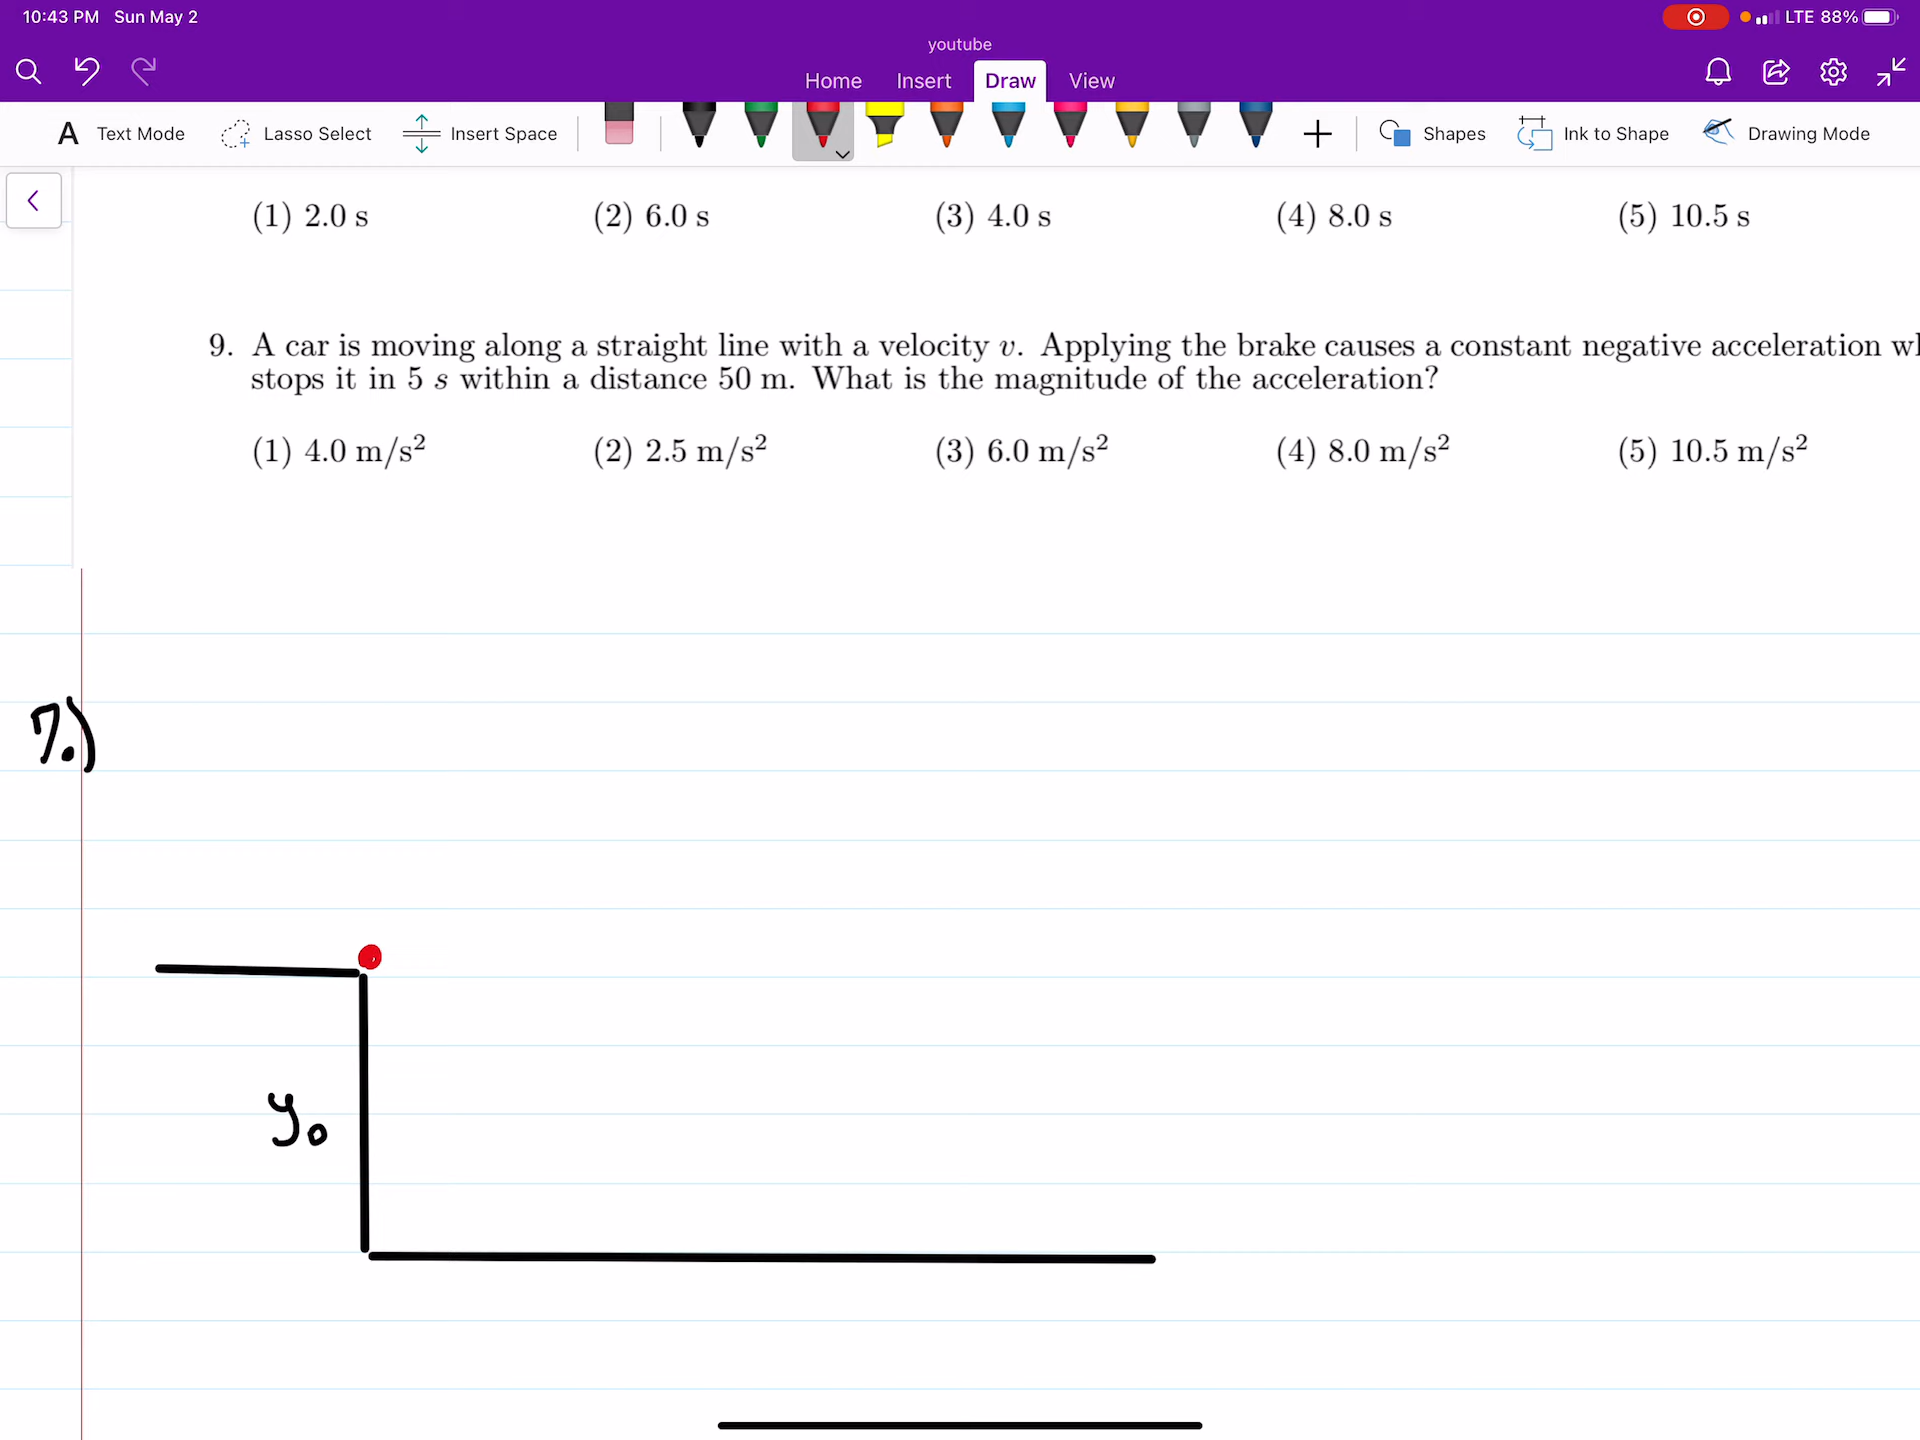 10:43 PM Sun May 2
LTE 88%
youtube
Home Insert Draw View
A Text Mode Lasso Select Insert Space Shapes Ink to Shape Drawing Mode
(1) 2.0 s (2) 6.0 s (3) 4.0 s (4) 8.0 s (5) 10.5 s
9. A car is moving along a straight line with a velocity v. Applying the brake causes a constant negative acceleration wh
stops it in 5 s within a distance 50 m. What is the magnitude of the acceleration?
(1) 4.0 m/s² (2) 2.5 m/s² (3) 6.0 m/s² (4) 8.0 m/s² (5) 10.5 m/s²
7.)
y₀